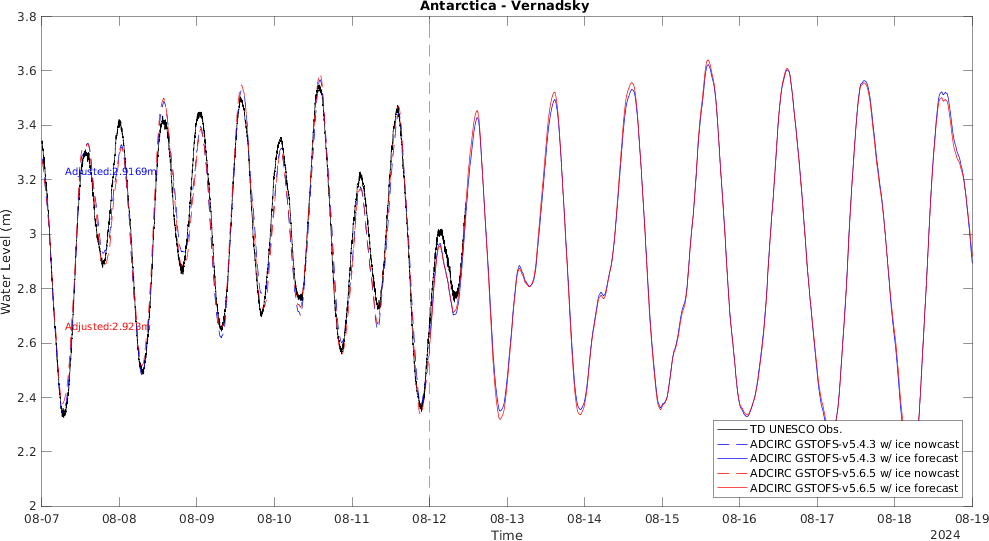 Antarctica - Vernadsky
Water Level (m)
3.8
3.6
3.4
3.2
3
2.8
2.6
2.4
2.2
2
Adjusted:2.9169m
Adjusted:2.923m
TD UNESCO Obs.
ADCIRC GSTOFS-v5.4.3 w/ ice nowcast
ADCIRC GSTOFS-v5.4.3 w/ ice forecast
ADCIRC GSTOFS-v5.6.5 w/ ice nowcast
ADCIRC GSTOFS-v5.6.5 w/ ice forecast
08-07 08-08 08-09 08-10 08-11 08-12 08-13 08-14 08-15 08-16 08-17 08-18 08-19
Time
2024